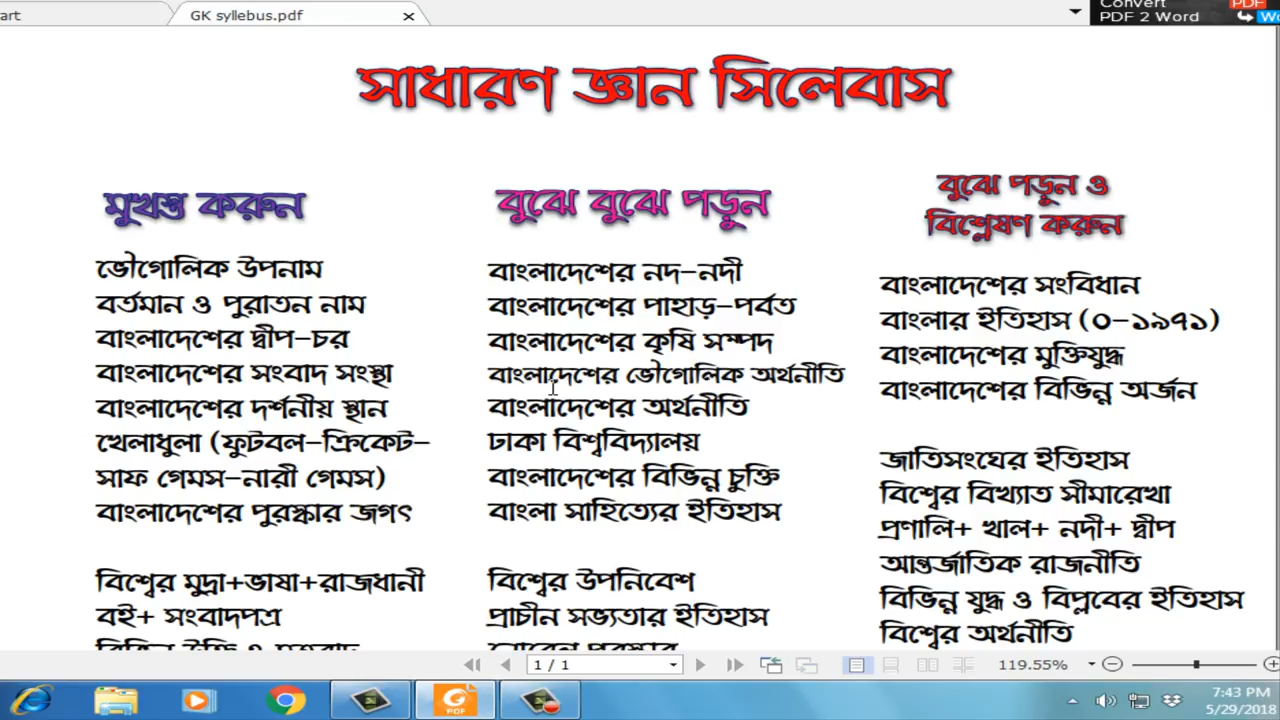 art
GK syllebus.pdf
Convert
PDF 2 Word
PDF
সাধারণ জ্ঞান সিলেবাস
মুখস্ত করুন
ভৌগোলিক উপনাম
বর্তমান ও পুরাতন নাম
বাংলাদেশের দ্বীপ-চর
বাংলাদেশের সংবাদ সংস্থা
বাংলাদেশের দর্শনীয় স্থান
খেলাধুলা (ফুটবল-ক্রিকেট-
সাফ গেমস-নারী গেমস)
বাংলাদেশের পুরস্কার জগৎ
বিশ্বের মুদ্রা+ভাষা+রাজধানী
বই+ সংবাদপত্র
বুঝে বুঝে পড়ুন
বাংলাদেশের নদ-নদী
বাংলাদেশের পাহাড়-পর্বত
বাংলাদেশের কৃষি সম্পদ
বাংলাদেশের ভৌগোলিক অর্থনীতি
বাংলাদেশের অর্থনীতি
ঢাকা বিশ্ববিদ্যালয়
বাংলাদেশের বিভিন্ন চুক্তি
বাংলা সাহিত্যের ইতিহাস
বিশ্বের উপনিবেশ
প্রাচীন সভ্যতার ইতিহাস
বুঝে পড়ুন ও
বিশ্লেষণ করুন
বাংলাদেশের সংবিধান
বাংলার ইতিহাস (০-১৯৭১)
বাংলাদেশের মুক্তিযুদ্ধ
বাংলাদেশের বিভিন্ন অর্জন
জাতিসংঘের ইতিহাস
বিশ্বের বিখ্যাত সীমারেখা
প্রণালি+ খাল+ নদী+ দ্বীপ
আন্তর্জাতিক রাজনীতি
বিভিন্ন যুদ্ধ ও বিপ্লবের ইতিহাস
বিশ্বের অর্থনীতি
1 / 1
119.55%
PDF
7:43 PM
5/29/2018